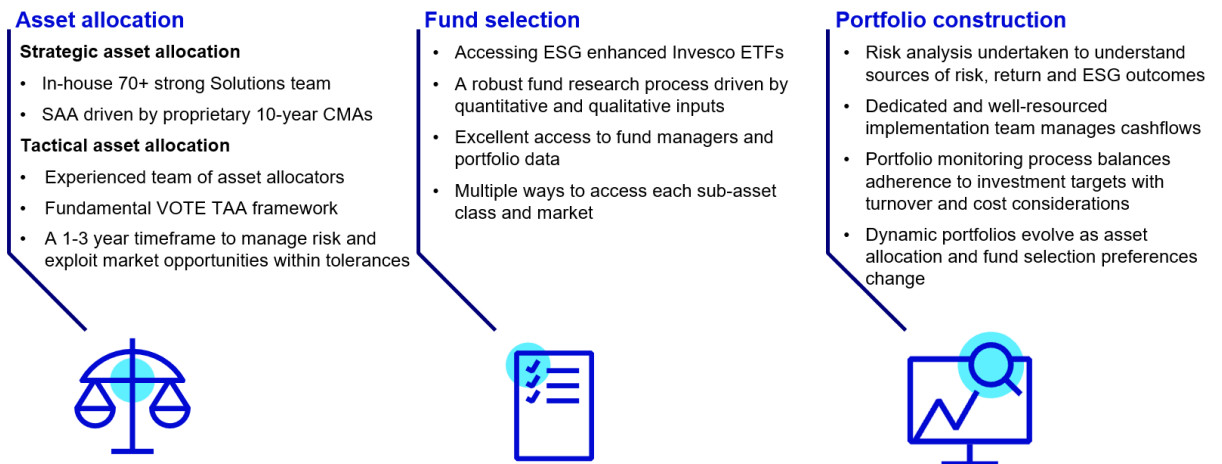 Asset allocation
Strategic asset allocation
• In-house 70+ strong Solutions team
• SAA driven by proprietary 10-year CMAs
Tactical asset allocation
• Experienced team of asset allocators
• Fundamental VOTE TAA framework
• A 1-3 year timeframe to manage risk and
exploit market opportunities within tolerances
Fund selection
• Accessing ESG enhanced Invesco ETFs
• A robust fund research process driven by
quantitative and qualitative inputs
• Excellent access to fund managers and
portfolio data
• Multiple ways to access each sub-asset
class and market
Portfolio construction
• Risk analysis undertaken to understand
sources of risk, return and ESG outcomes
• Dedicated and well-resourced
implementation team manages cashflows
• Portfolio monitoring process balances
adherence to investment targets with
turnover and cost considerations
• Dynamic portfolios evolve as asset
allocation and fund selection preferences
change